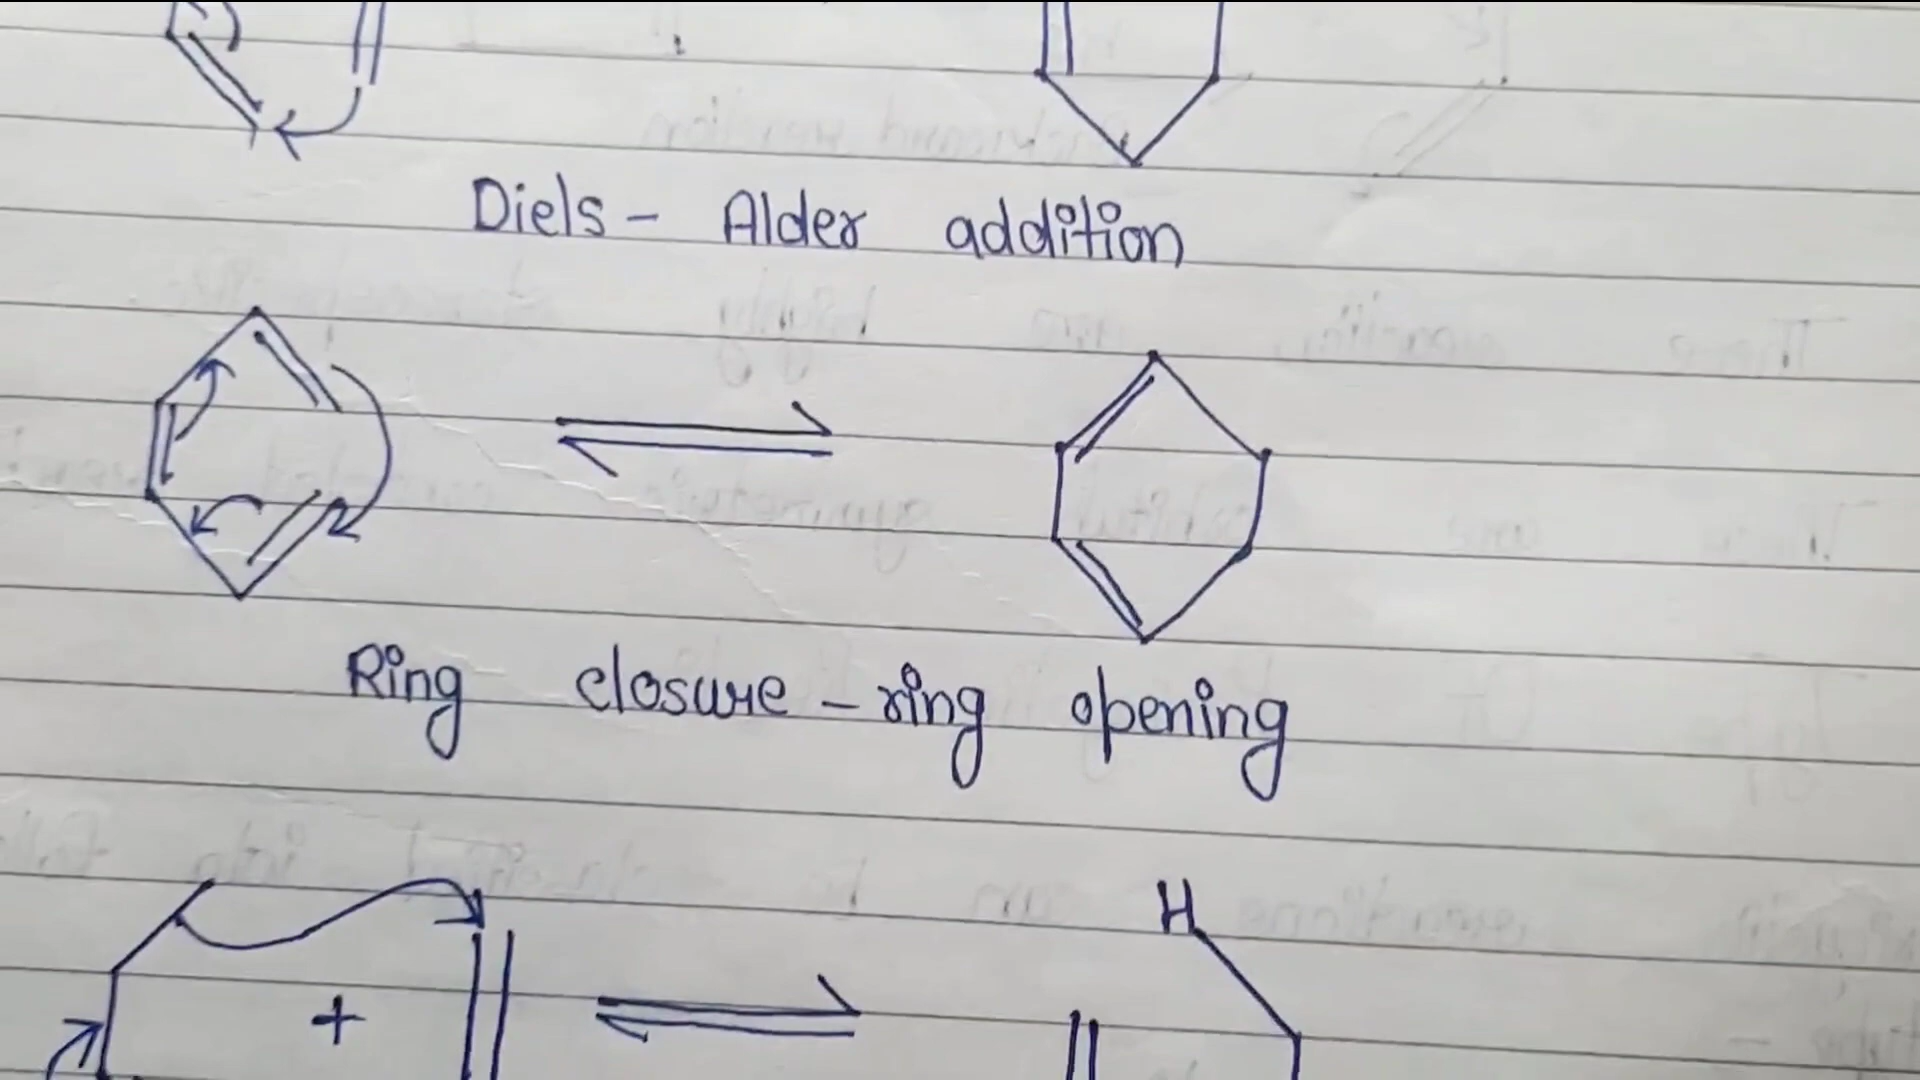 Diels - Alder addition
Ring closure - ring opening
H
+